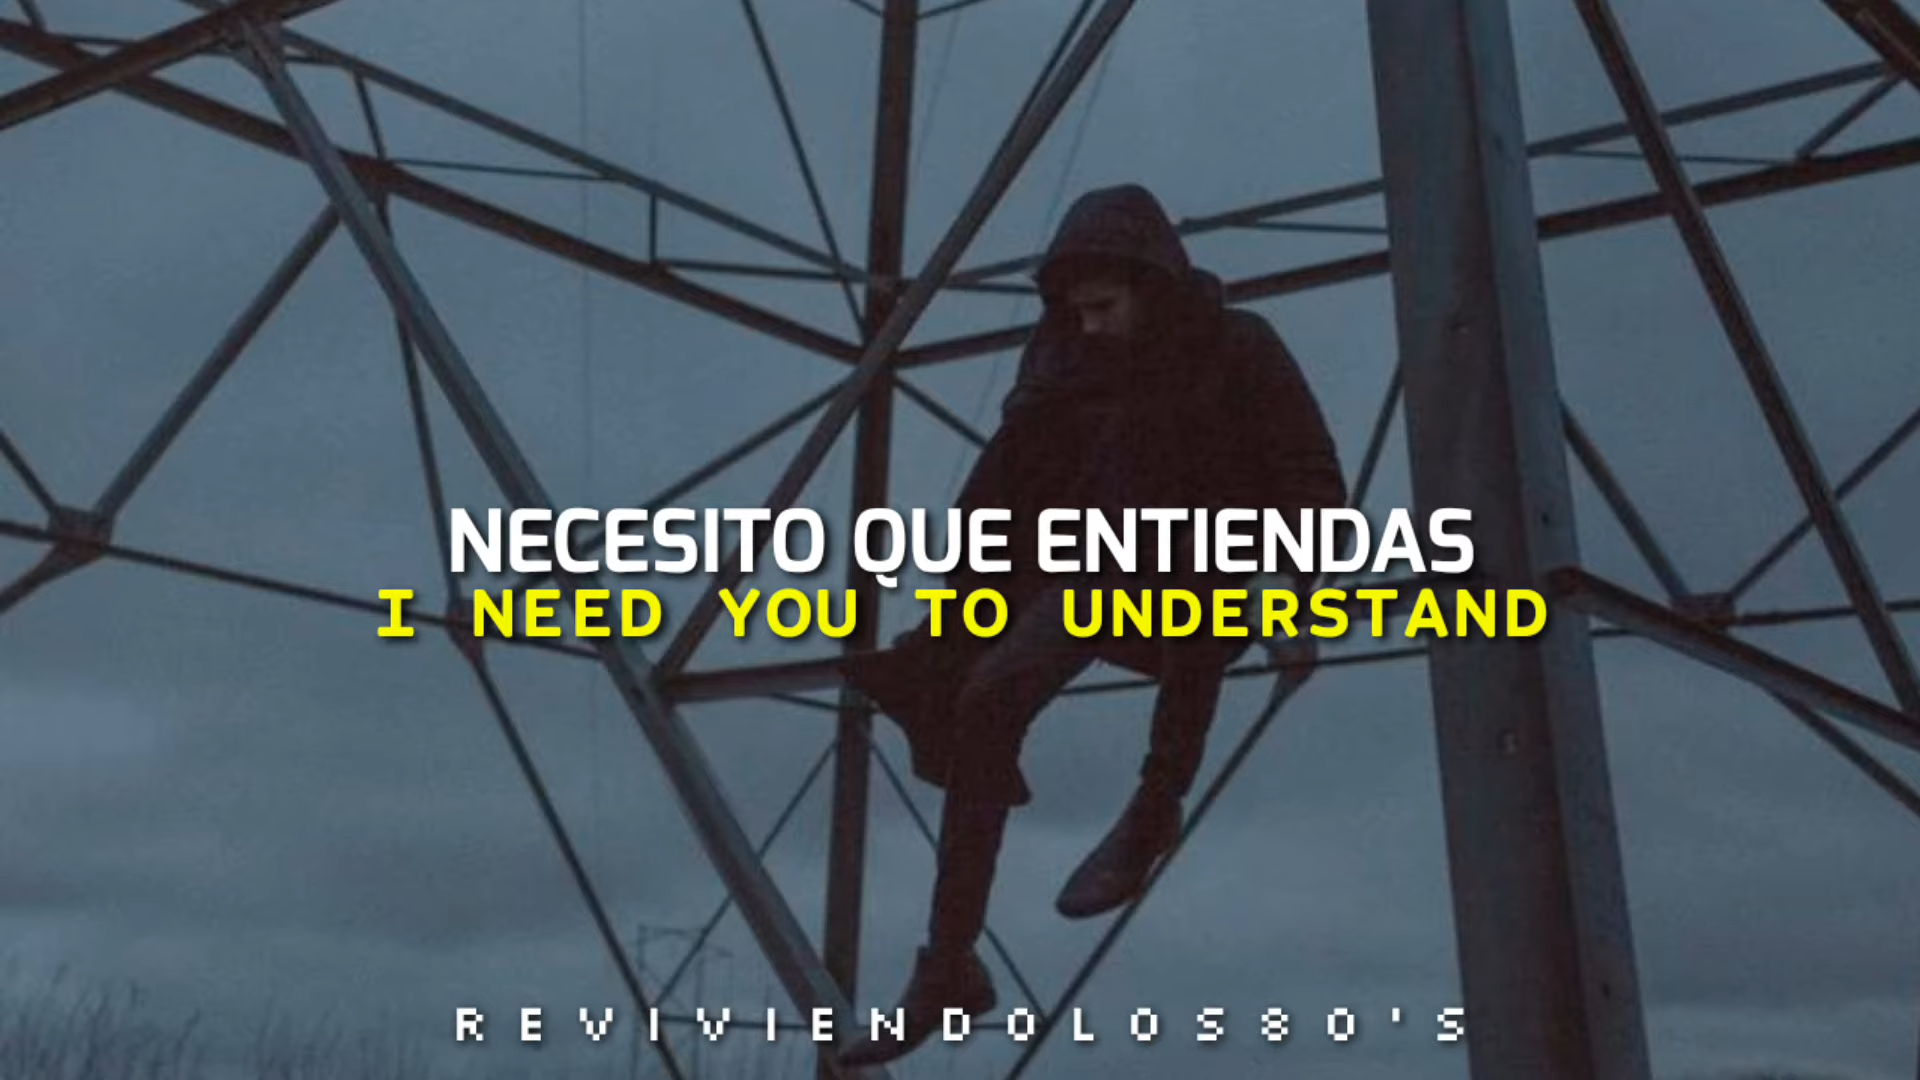 NECESITO QUE ENTIENDAS
I NEED YOU TO UNDERSTAND
REVIVIENDOLOS80'S